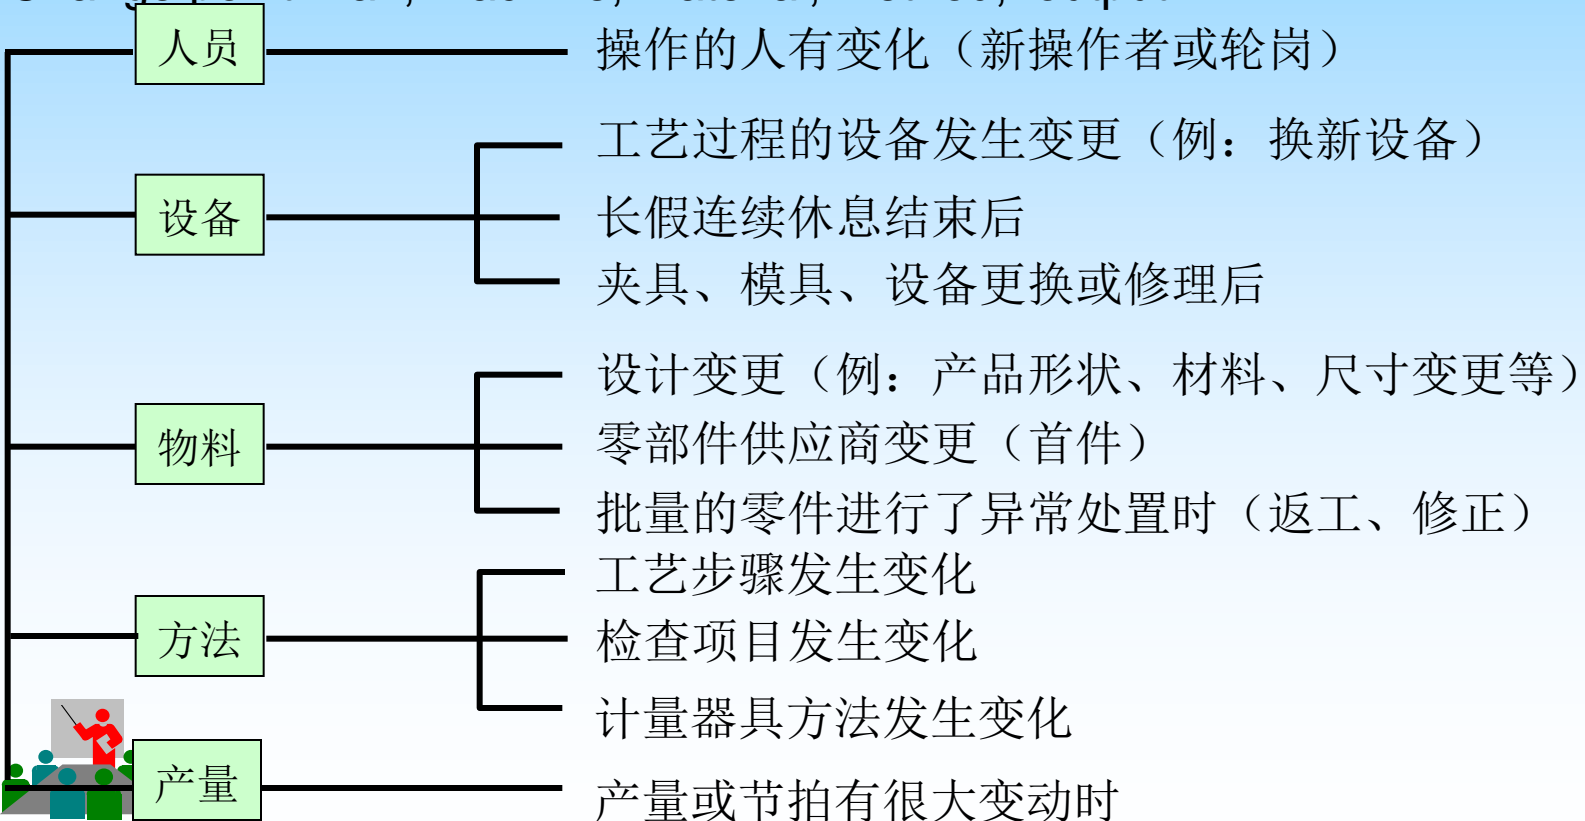 人员
操作的人有变化（新操作者或轮岗）
工艺过程的设备发生变更（例：换新设备）
设备
长假连续休息结束后
夹具、模具、设备更换或修理后
设计变更（例：产品形状、材料、尺寸变更等）
物料
零部件供应商变更（首件）
批量的零件进行了异常处置时（返工、修正）
工艺步骤发生变化
方法
检查项目发生变化
计量器具方法发生变化
产量
产量或节拍有很大变动时